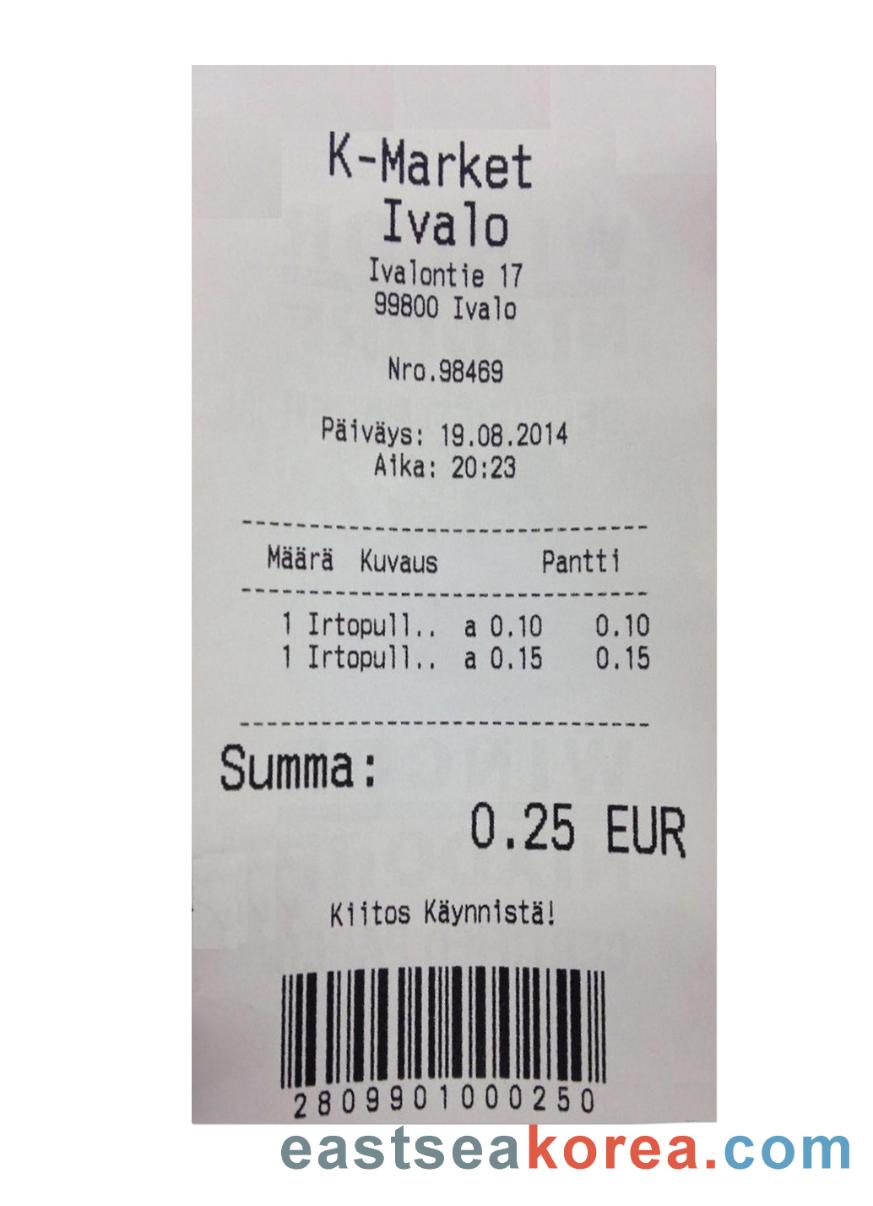 K-Market
Ivalo
Ivalontie 17
99800 Ivalo
Nro.98469
Päiväys: 19.08.2014
Aika: 20:23
Määrä Kuvaus Pantti
1 Irtopull.. a 0.10 0.10
1 Irtopull.. a 0.15 0.15
Summa:
0.25 EUR
Kiitos Käynnistä!
2809901000250
eastseakorea.com